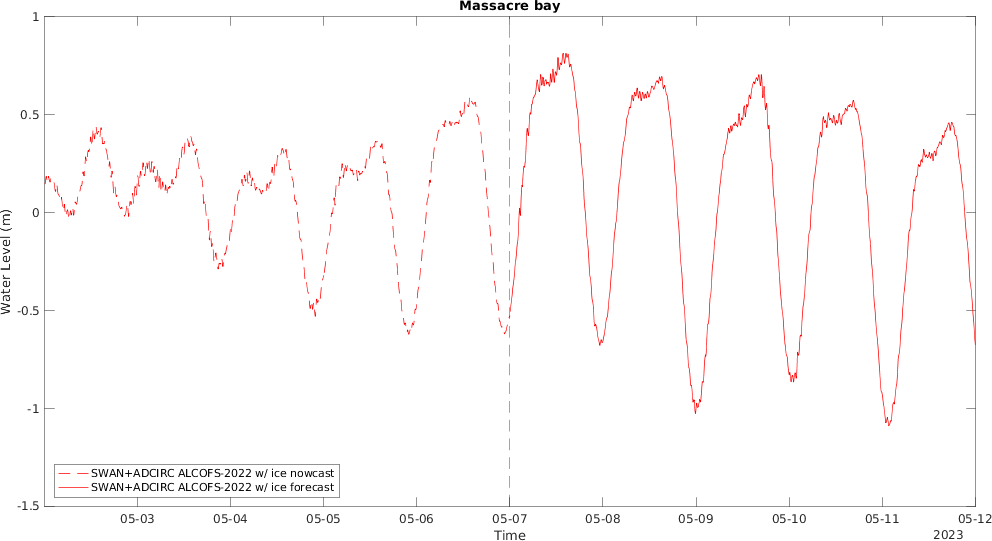 Massacre bay
Water Level (m)
1
0.5
0
-0.5
-1
-1.5
SWAN+ADCIRC ALCOFS-2022 w/ ice nowcast
SWAN+ADCIRC ALCOFS-2022 w/ ice forecast
05-03 05-04 05-05 05-06 05-07 05-08 05-09 05-10 05-11 05-12
Time
2023